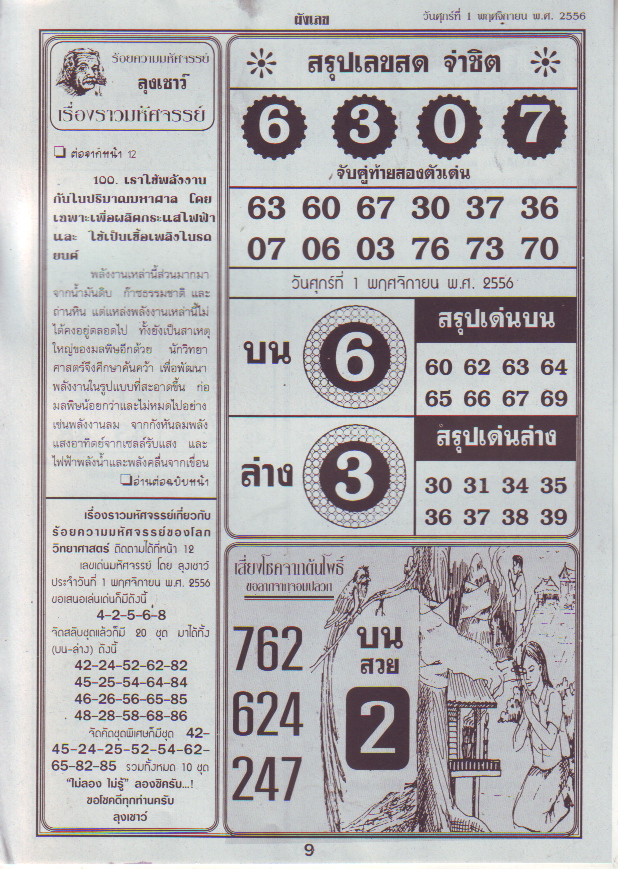 ผังเลข
วันศุกร์ที่ 1 พฤศจิกายน พ.ศ. 2556
ร้อยความมหัศจรรย์
ลุงเชาว์
เรื่องราวมหัศจรรย์
ต่อจากหน้า 12
100. เราใช้พลังงาน
กันในปริมาณมหาศาล โดย
เฉพาะเพื่อผลิตกระแสไฟฟ้า
และ ใช้เป็นเชื้อเพลิงในรถ
ยนต์
พลังงานเหล่านี้ส่วนมากมา
จากน้ำมันดิบ ก๊าซธรรมชาติ และ
ถ่านหิน แต่แหล่งพลังงานเหล่านี้ไม่
ได้คงอยู่ตลอดไป ทั้งยังเป็นสาเหตุ
ใหญ่ของมลพิษอีกด้วย นักวิทยา
ศาสตร์จึงศึกษาค้นคว้า เพื่อพัฒนา
พลังงานในรูปแบบที่สะอาดขึ้น ก่อ
มลพิษน้อยกว่าและไม่หมดไปอย่าง
เช่นพลังงานลม จากกังหันลมพลัง
แสงอาทิตย์จากเซลล์รับแสง และ
ไฟฟ้าพลังน้ำและพลังคลื่นจากเขื่อน
อ่านต่อฉบับหน้า
เรื่องราวมหัศจรรย์เกี่ยวกับ
ร้อยความมหัศจรรย์ของโลก
วิทยาศาสตร์ ติดตามได้ที่หน้า 12
เลขเด่นมหัศจรรย์ โดย ลุงเชาว์
ประจำวันที่ 1 พฤศจิกายน พ.ศ. 2556
ขอเสนอเล่นเด่นก็มีดังนี้
4-2-5-6-8
จัดสลับชุดแล้วก็มี 20 ชุด มาได้ทั้ง
(บน-ล่าง) ดังนี้
42-24-52-62-82
45-25-54-64-84
46-26-56-65-85
48-28-58-68-86
จัดคัดชุดพิเศษก็มีชุด 42-
45-24-25-52-54-62-
65-82-85 รวมทั้งหมด 10 ชุด
"ไม่ลอง ไม่รู้" ลองซิครับ...!
ขอโชคดีทุกท่านครับ
ลุงเชาว์
สรุปเลขสด จำชิต
6 3 0 7
จับคู่ท้ายสองตัวเด่น
63 60 67 30 37 36
07 06 03 76 73 70
วันศุกร์ที่ 1 พฤศจิกายน พ.ศ. 2556
บน 6
สรุปเด่นบน
60 62 63 64
65 66 67 69
ล่าง 3
สรุปเด่นล่าง
30 31 34 35
36 37 38 39
เสี่ยงโชคจากต้นโพธิ์
ขอลาภจากจอมปลวก
762
624
247
บน
สวย
2
9